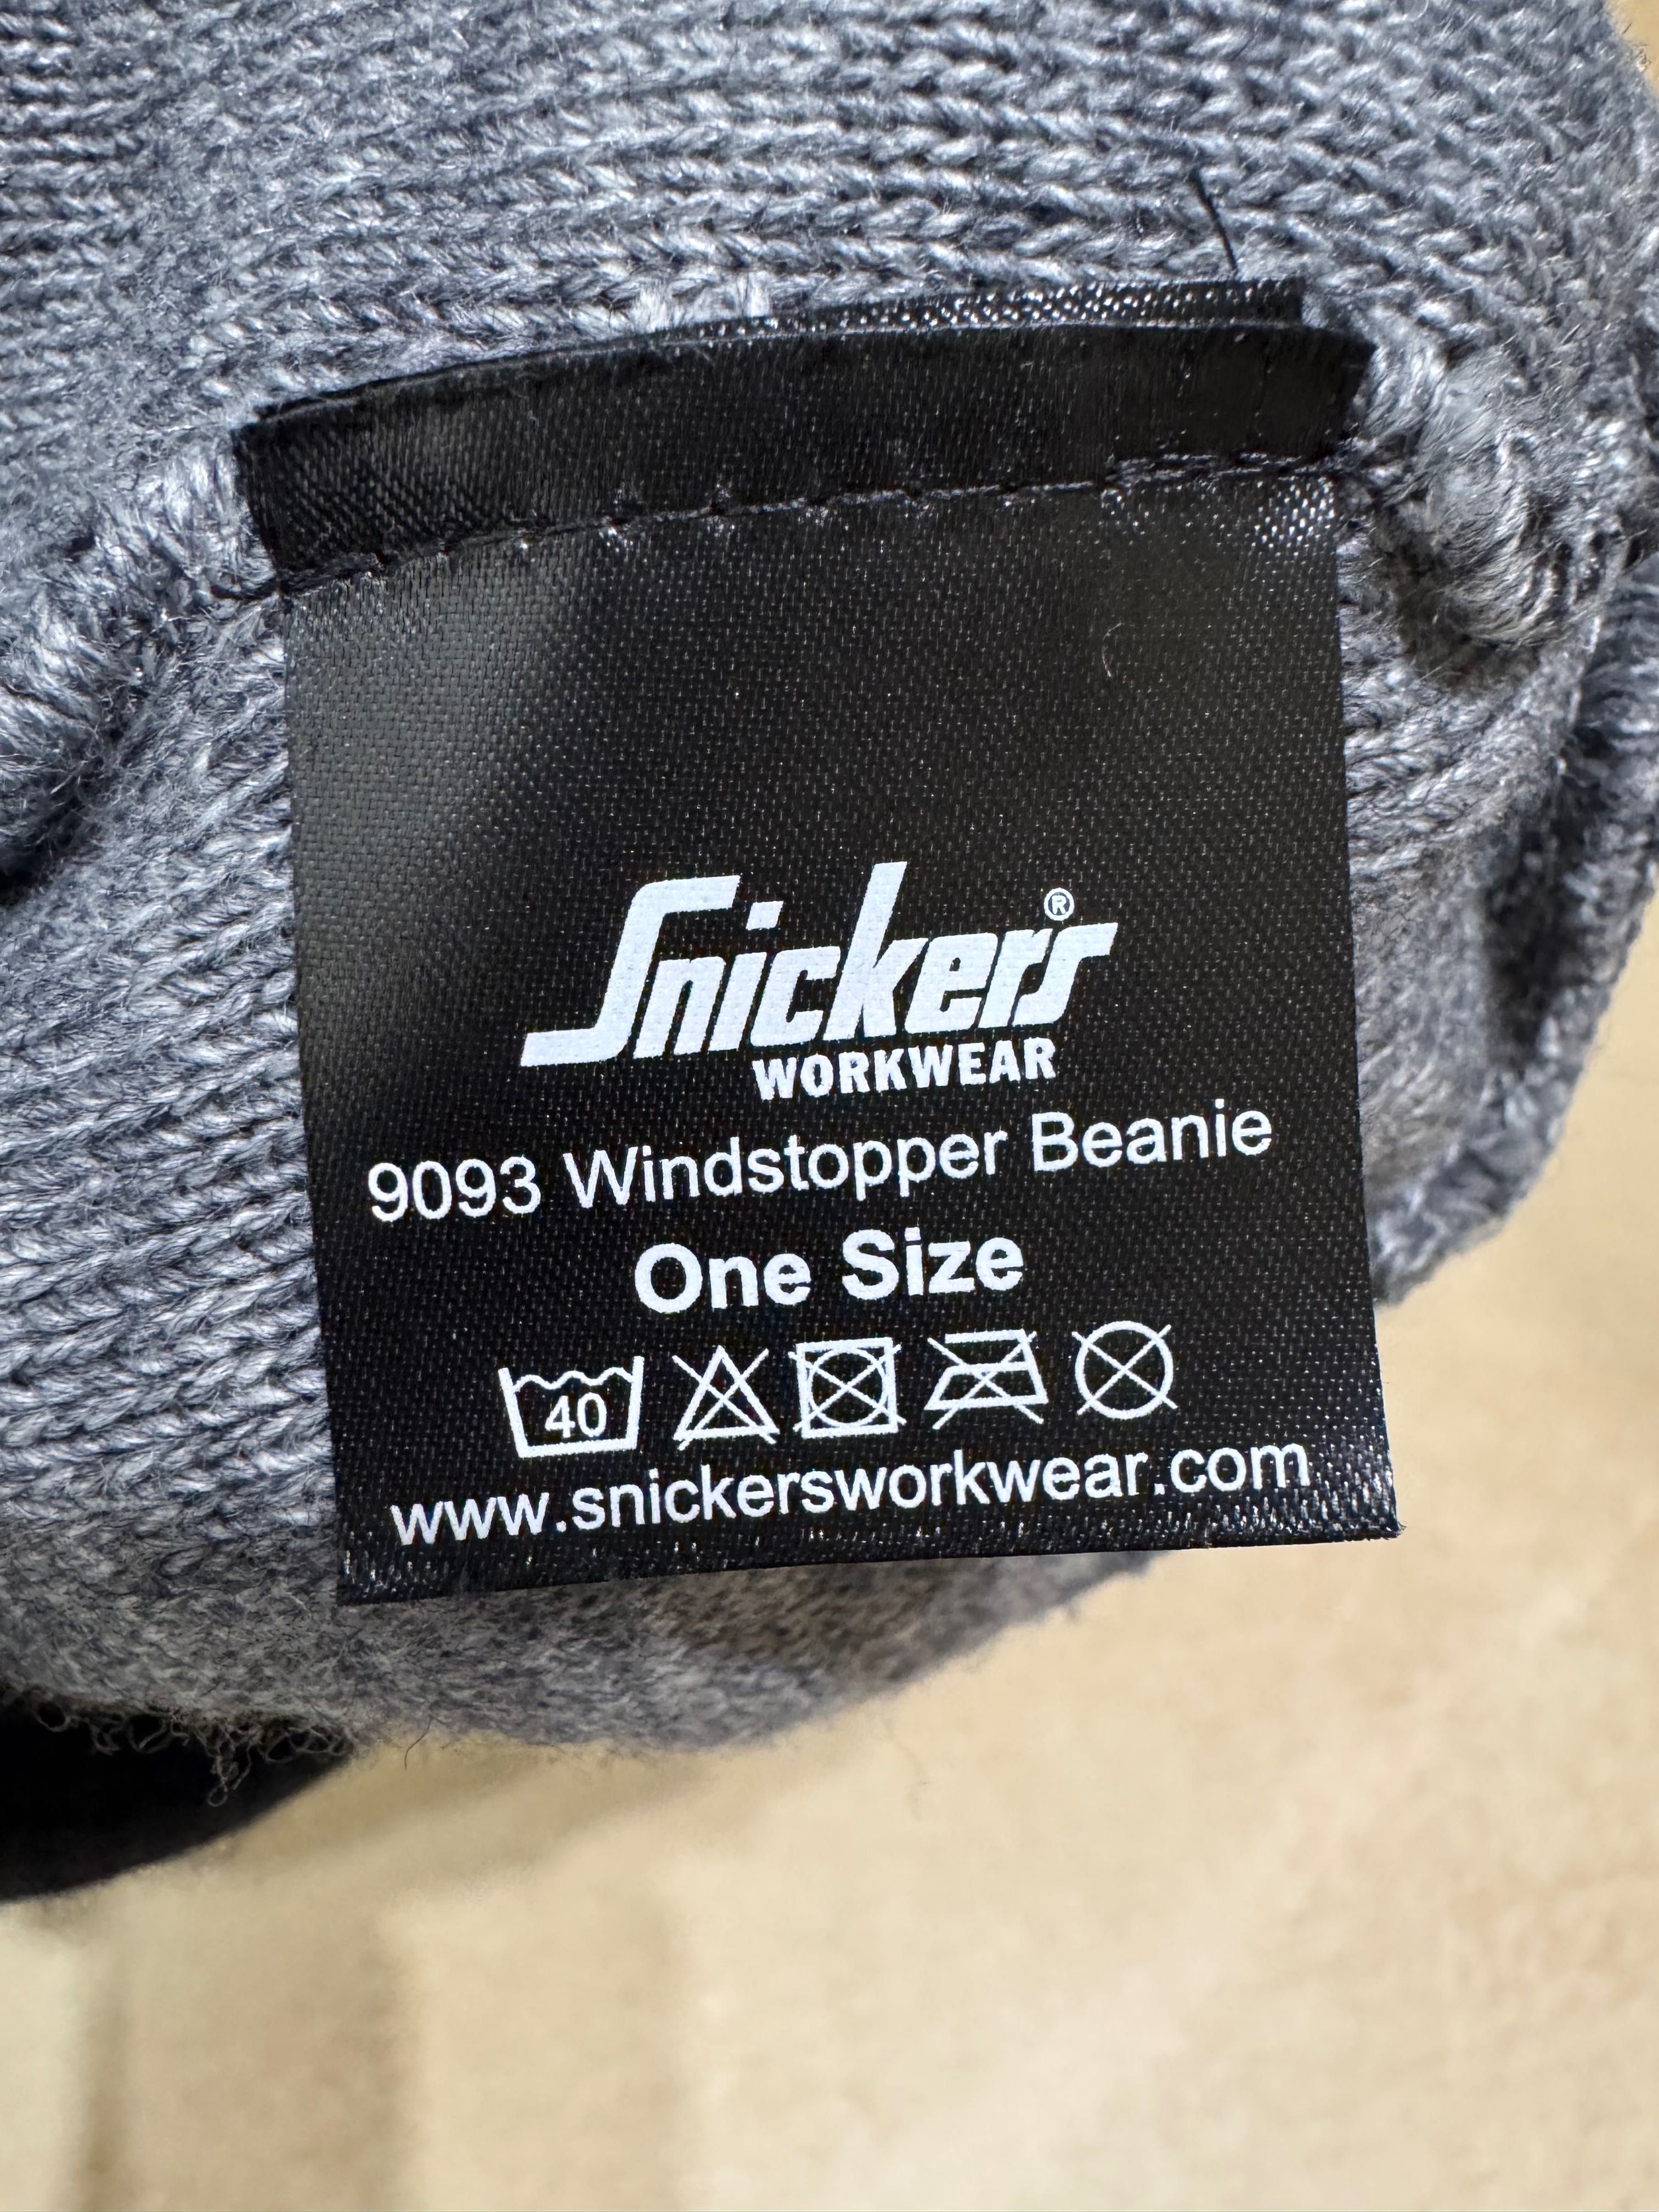 Snickers®
WORKWEAR
9093 Windstopper Beanie
One Size
40
www.snickersworkwear.com